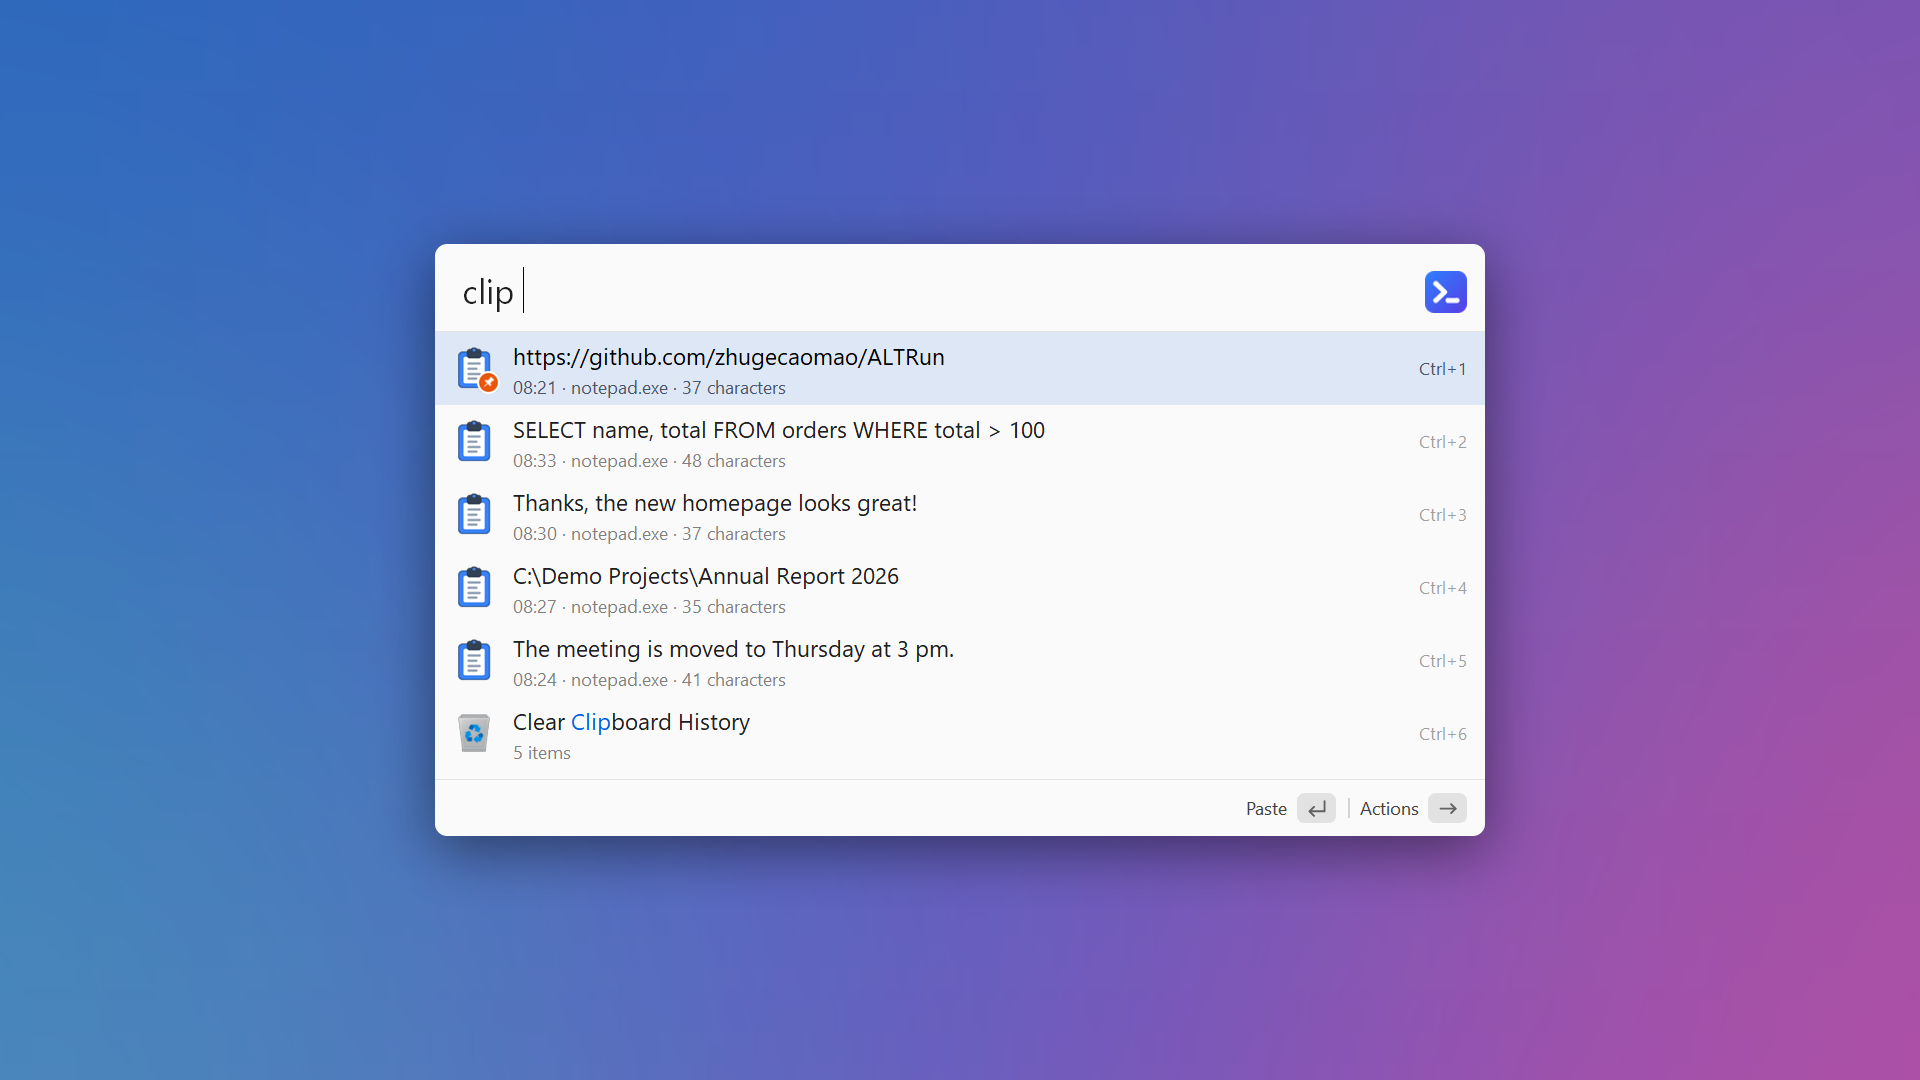 clip
https://github.com/zhugecaomao/ALTRun
08:21 · notepad.exe · 37 characters
Ctrl+1
SELECT name, total FROM orders WHERE total > 100
08:33 · notepad.exe · 48 characters
Ctrl+2
Thanks, the new homepage looks great!
08:30 · notepad.exe · 37 characters
Ctrl+3
C:\Demo Projects\Annual Report 2026
08:27 · notepad.exe · 35 characters
Ctrl+4
The meeting is moved to Thursday at 3 pm.
08:24 · notepad.exe · 41 characters
Ctrl+5
Clear Clipboard History
5 items
Ctrl+6
Paste
Actions